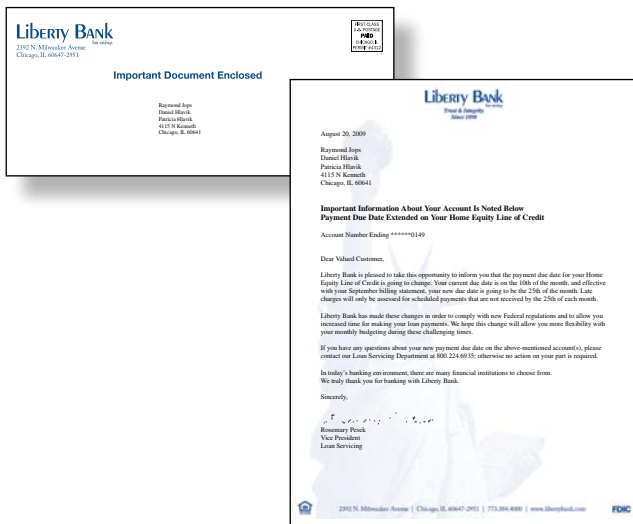 LIBERTY BANK
for savings
2392 N. Milwaukee Avenue
Chicago, IL 60647-2951
FIRST CLASS
U.S. POSTAGE
PAID
CHICAGO, IL
PERMIT #4312
Important Document Enclosed
Raymond Jops
Daniel Hlavik
Patricia Hlavik
4115 N Kenneth
Chicago, IL 60641
LIBERTY BANK
for savings
Trust & Integrity
Since 1898
August 20, 2009
Raymond Jops
Daniel Hlavik
Patricia Hlavik
4115 N Kenneth
Chicago, IL 60641
Important Information About Your Account Is Noted Below
Payment Due Date Extended on Your Home Equity Line of Credit
Account Number Ending ******0149
Dear Valued Customer,
Liberty Bank is pleased to take this opportunity to inform you that the payment due date for your Home
Equity Line of Credit is going to change. Your current due date is on the 10th of the month, and effective
with your September billing statement, your new due date is going to be the 25th of the month. Late
charges will only be assessed for scheduled payments that are not received by the 25th of each month.
Liberty Bank has made these changes in order to comply with new Federal regulations and to allow you
increased time for making your loan payments. We hope this change will allow you more flexibility with
your monthly budgeting during these challenging times.
If you have any questions about your new payment due date on the above-mentioned account(s), please
contact our Loan Servicing Department at 800.224.6935; otherwise no action on your part is required.
In today's banking environment, there are many financial institutions to choose from.
We truly thank you for banking with Liberty Bank.
Sincerely,
Rosemary Pesek
Vice President
Loan Servicing
2392 N. Milwaukee Avenue | Chicago, IL 60647-2951 | 773.384.4000 | www.libertybank.com
FDIC